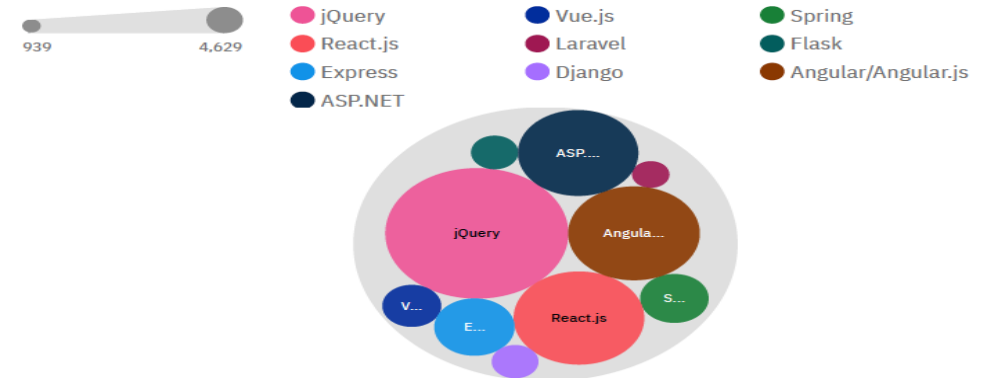 939 4,629
jQuery Vue.js Spring
React.js Laravel Flask
Express Django Angular/Angular.js
ASP.NET
ASP....
jQuery Angula...
S...
V... React.js
E...